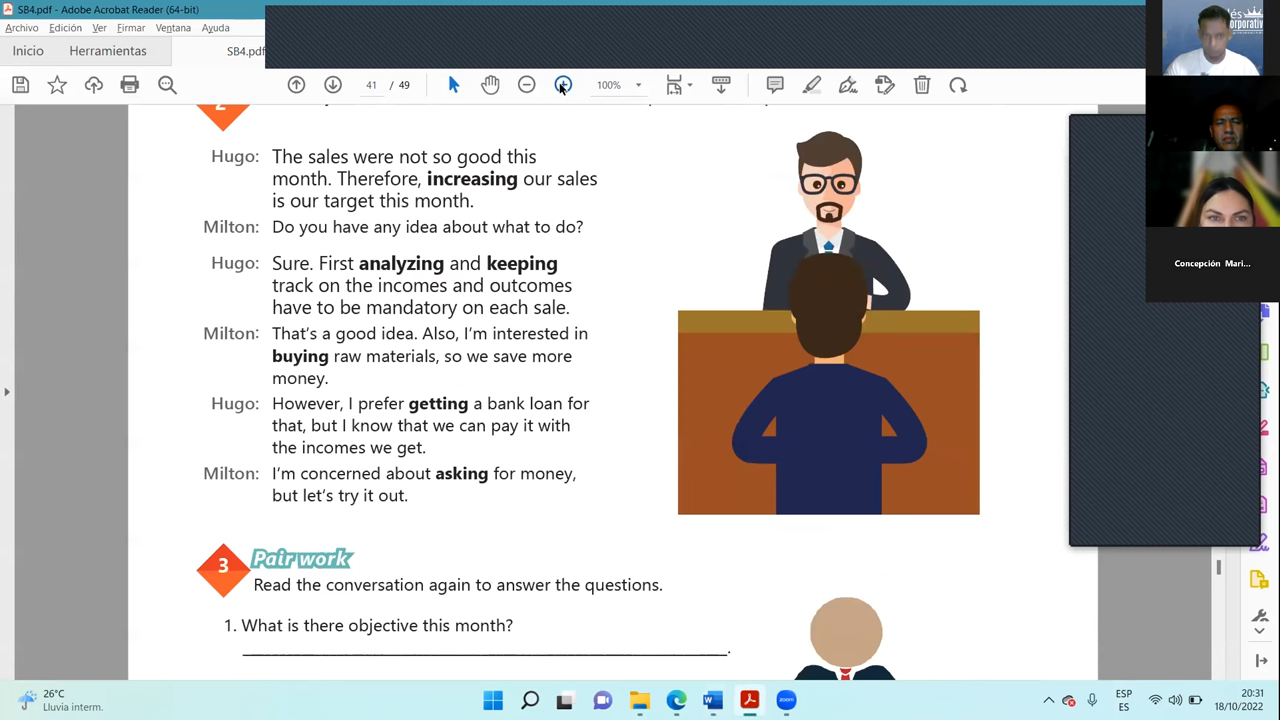 SB4.pdf - Adobe Acrobat Reader (64-bit)
Archivo Edición Ver Firmar Ventana Ayuda
Inicio Herramientas SB4.pdf
41 / 49 100%
Hugo: The sales were not so good this
month. Therefore, increasing our sales
is our target this month.
Milton: Do you have any idea about what to do?
Hugo: Sure. First analyzing and keeping
track on the incomes and outcomes
have to be mandatory on each sale.
Milton: That's a good idea. Also, I'm interested in
buying raw materials, so we save more
money.
Hugo: However, I prefer getting a bank loan for
that, but I know that we can pay it with
the incomes we get.
Milton: I'm concerned about asking for money,
but let's try it out.
3 Pair work
Read the conversation again to answer the questions.
1. What is there objective this month?
Concepción Mari...
26°C
Lluvia interm.
ESP
ES
20:31
18/10/2022